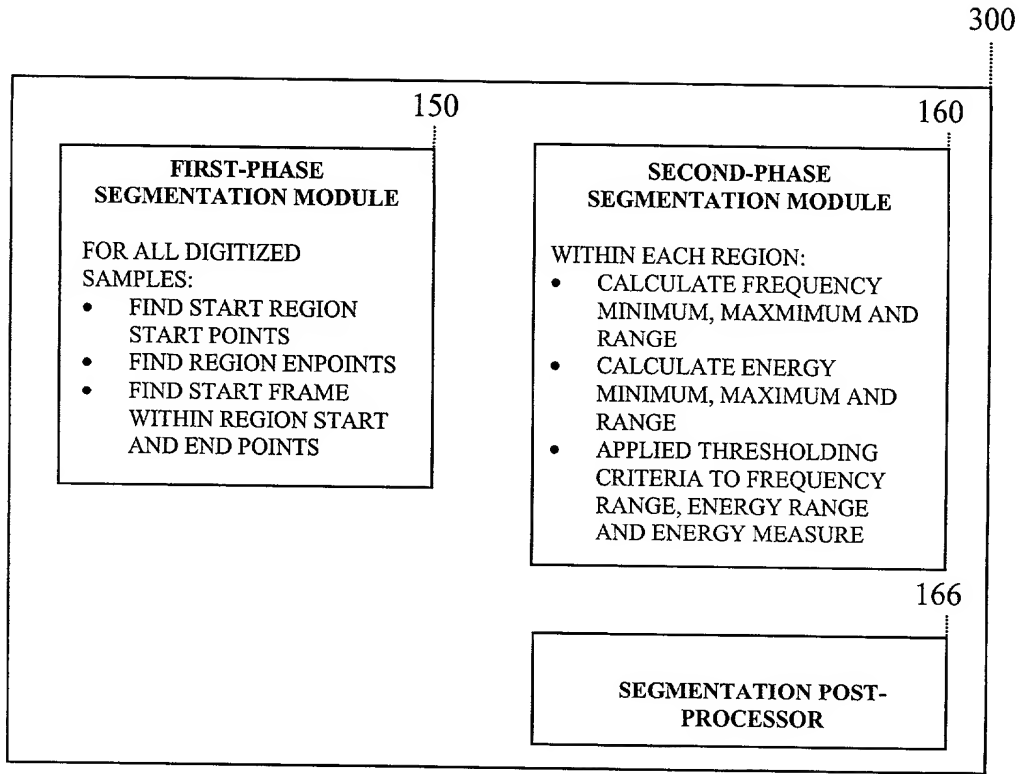 300
150
FIRST-PHASE
SEGMENTATION MODULE
FOR ALL DIGITIZED
SAMPLES:
• FIND START REGION
START POINTS
• FIND REGION ENPOINTS
• FIND START FRAME
WITHIN REGION START
AND END POINTS
160
SECOND-PHASE
SEGMENTATION MODULE
WITHIN EACH REGION:
• CALCULATE FREQUENCY
MINIMUM, MAXMIMUM AND
RANGE
• CALCULATE ENERGY
MINIMUM, MAXIMUM AND
RANGE
• APPLIED THRESHOLDING
CRITERIA TO FREQUENCY
RANGE, ENERGY RANGE
AND ENERGY MEASURE
166
SEGMENTATION POST-
PROCESSOR